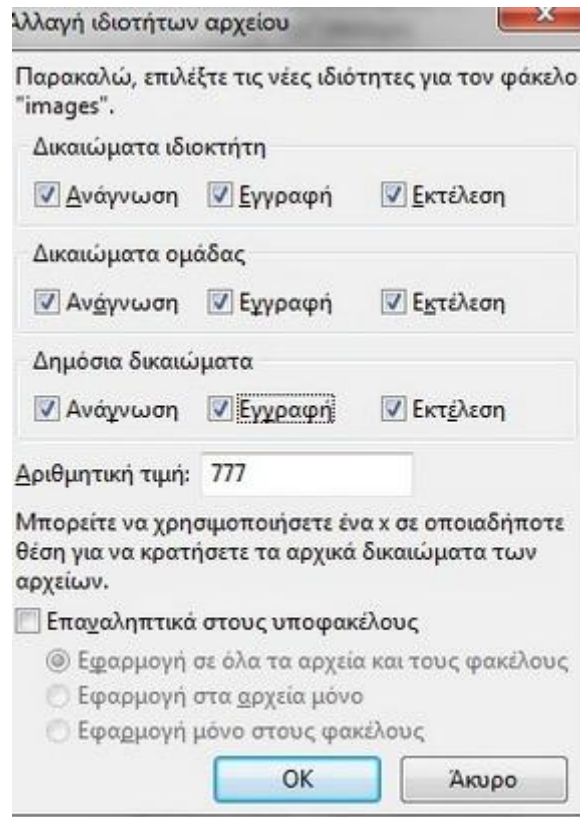 Αλλαγή ιδιοτήτων αρχείου
Παρακαλώ, επιλέξτε τις νέες ιδιότητες για τον φάκελο
"images".
Δικαιώματα ιδιοκτήτη
Ανάγνωση Εγγραφή Εκτέλεση
Δικαιώματα ομάδας
Ανάγνωση Εγγραφή Εκτέλεση
Δημόσια δικαιώματα
Ανάγνωση Εγγραφή Εκτέλεση
Αριθμητική τιμή: 777
Μπορείτε να χρησιμοποιήσετε ένα x σε οποιαδήποτε
θέση για να κρατήσετε τα αρχικά δικαιώματα των
αρχείων.
Επαναληπτικά στους υποφακέλους
Εφαρμογή σε όλα τα αρχεία και τους φακέλους
Εφαρμογή στα αρχεία μόνο
Εφαρμογή μόνο στους φακέλους
OK Άκυρο